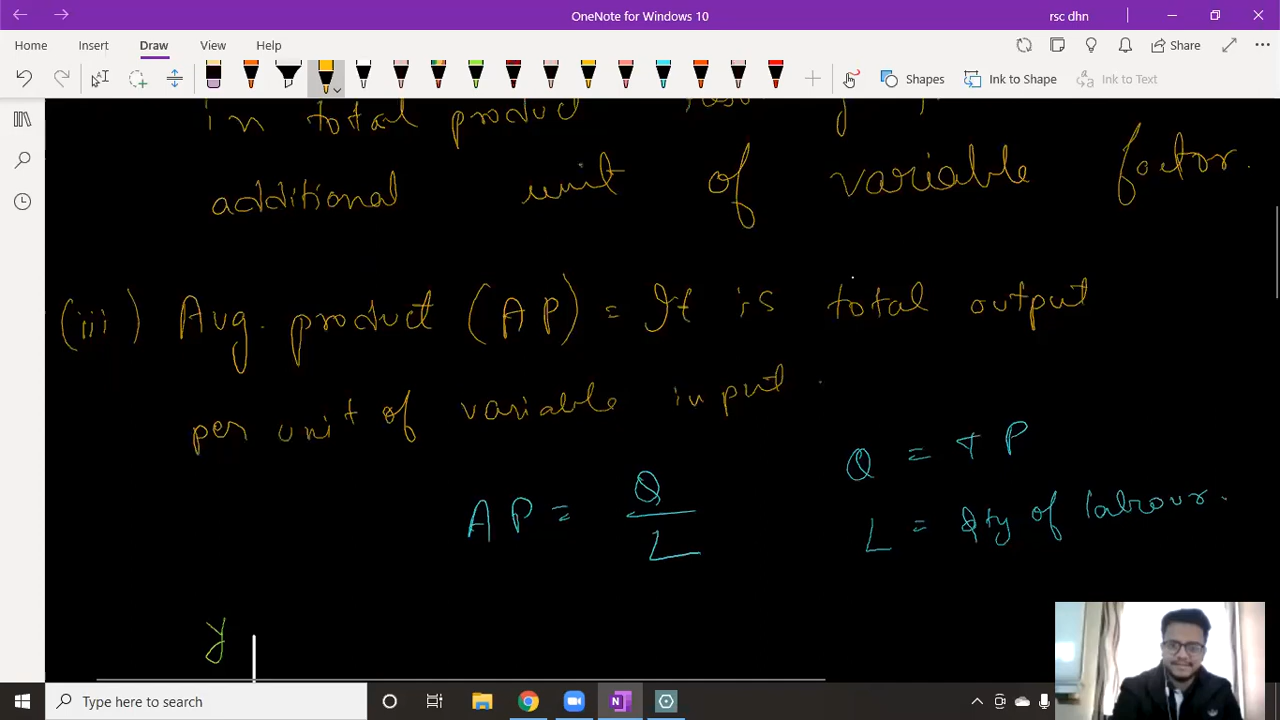 OneNote for Windows 10
rsc dhn
Home Insert Draw View Help
Share
Shapes Ink to Shape Ink to Text
in total product
additional unit of variable factor.
(iii) Avg. product (AP) = It is total output
per unit of variable input.
AP = Q / L
Q = TP
L = Qty of labour.
y
Type here to search